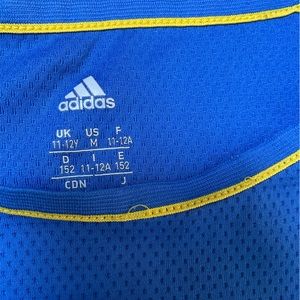 adidas
UK US F
11-12Y M 11-12A
D I E
152 11-12A 152
CDN J